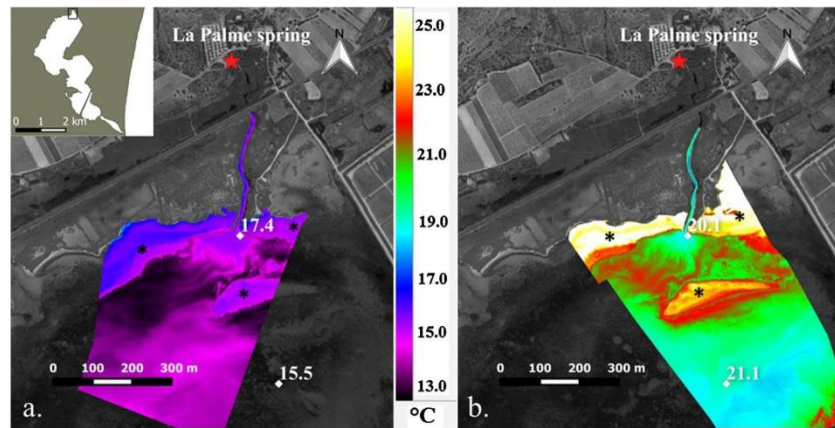 La Palme spring
N
0 1 2 km
17.4
*
*
*
0 100 200 300 m
15.5
a.
25.0
23.0
21.0
19.0
17.0
15.0
13.0
°C
La Palme spring
N
20.1
*
*
*
0 100 200 300 m
21.1
b.